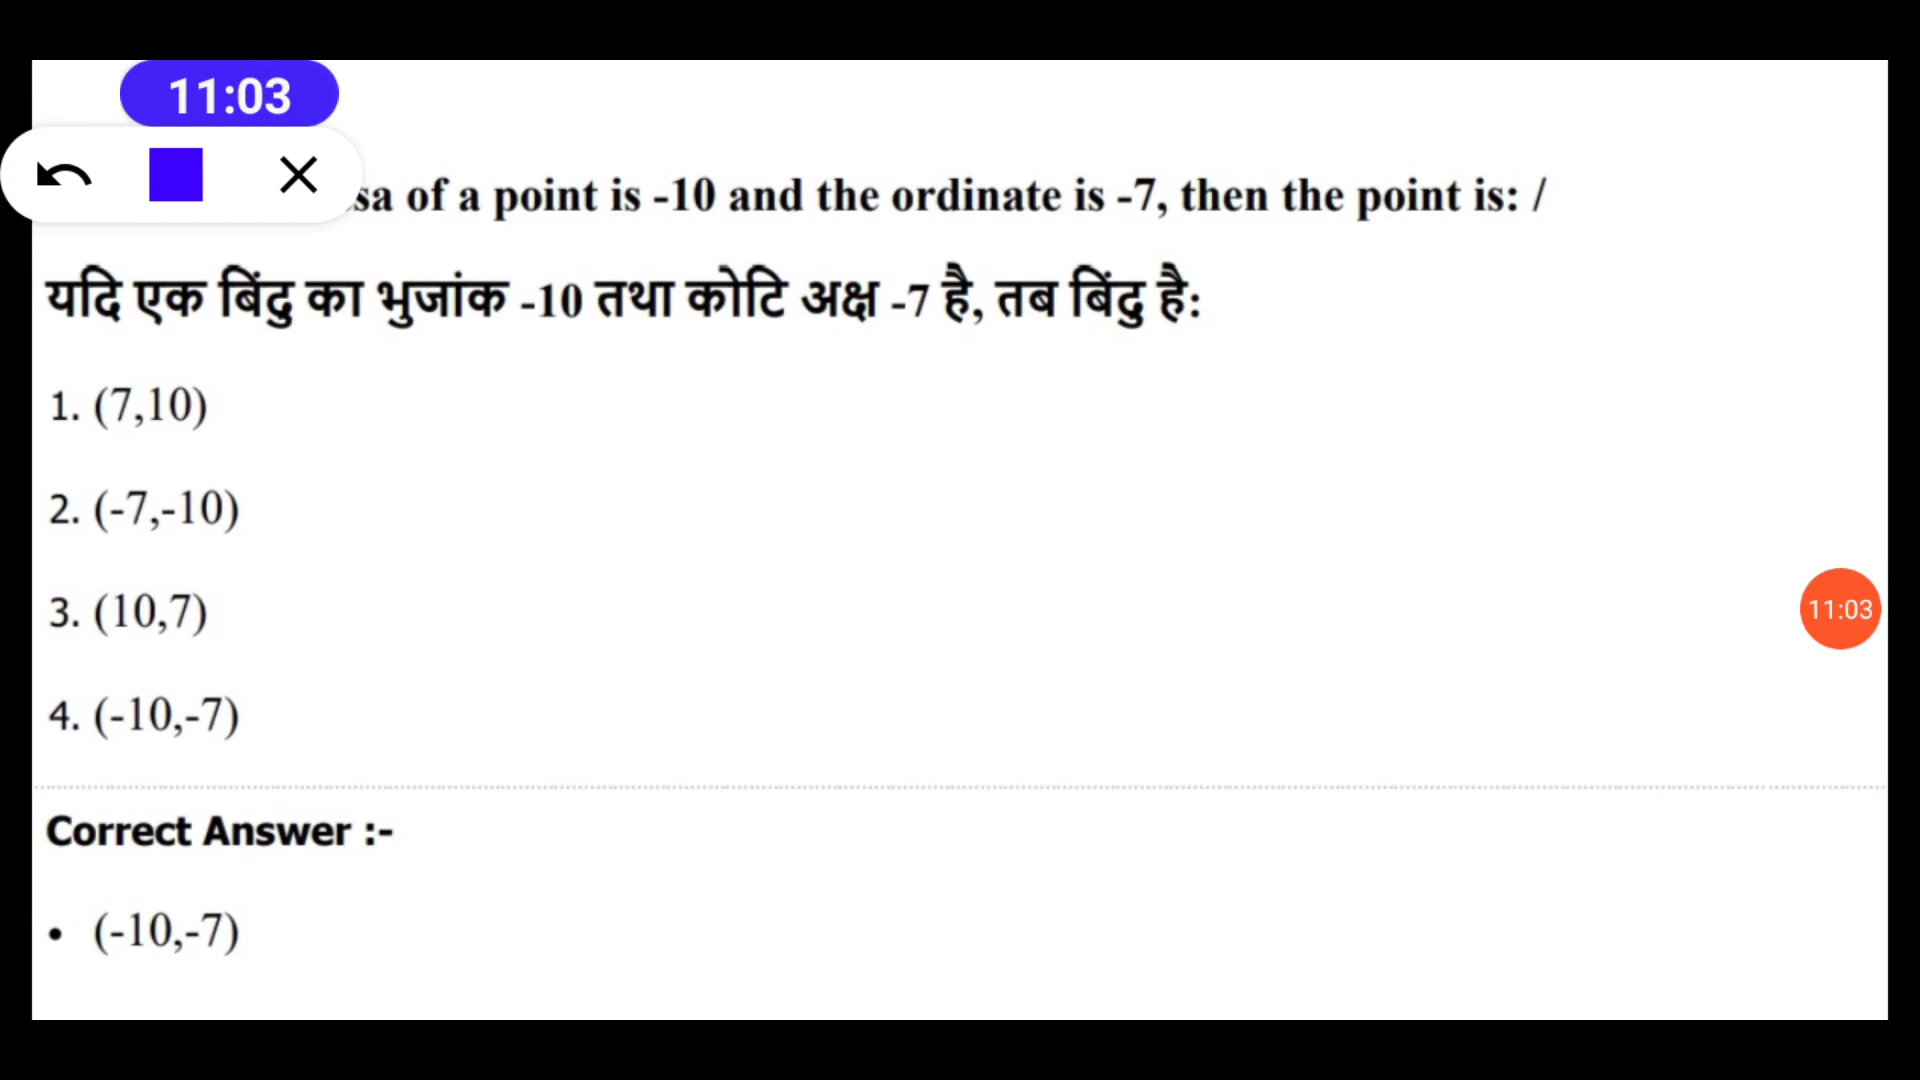 11:03
of a point is -10 and the ordinate is -7, then the point is: /
यदि एक बिंदु का भुजांक -10 तथा कोटि अक्ष -7 है, तब बिंदु है:
1. (7,10)
2. (-7,-10)
3. (10,7)
11:03
4. (-10,-7)
Correct Answer :-
• (-10,-7)